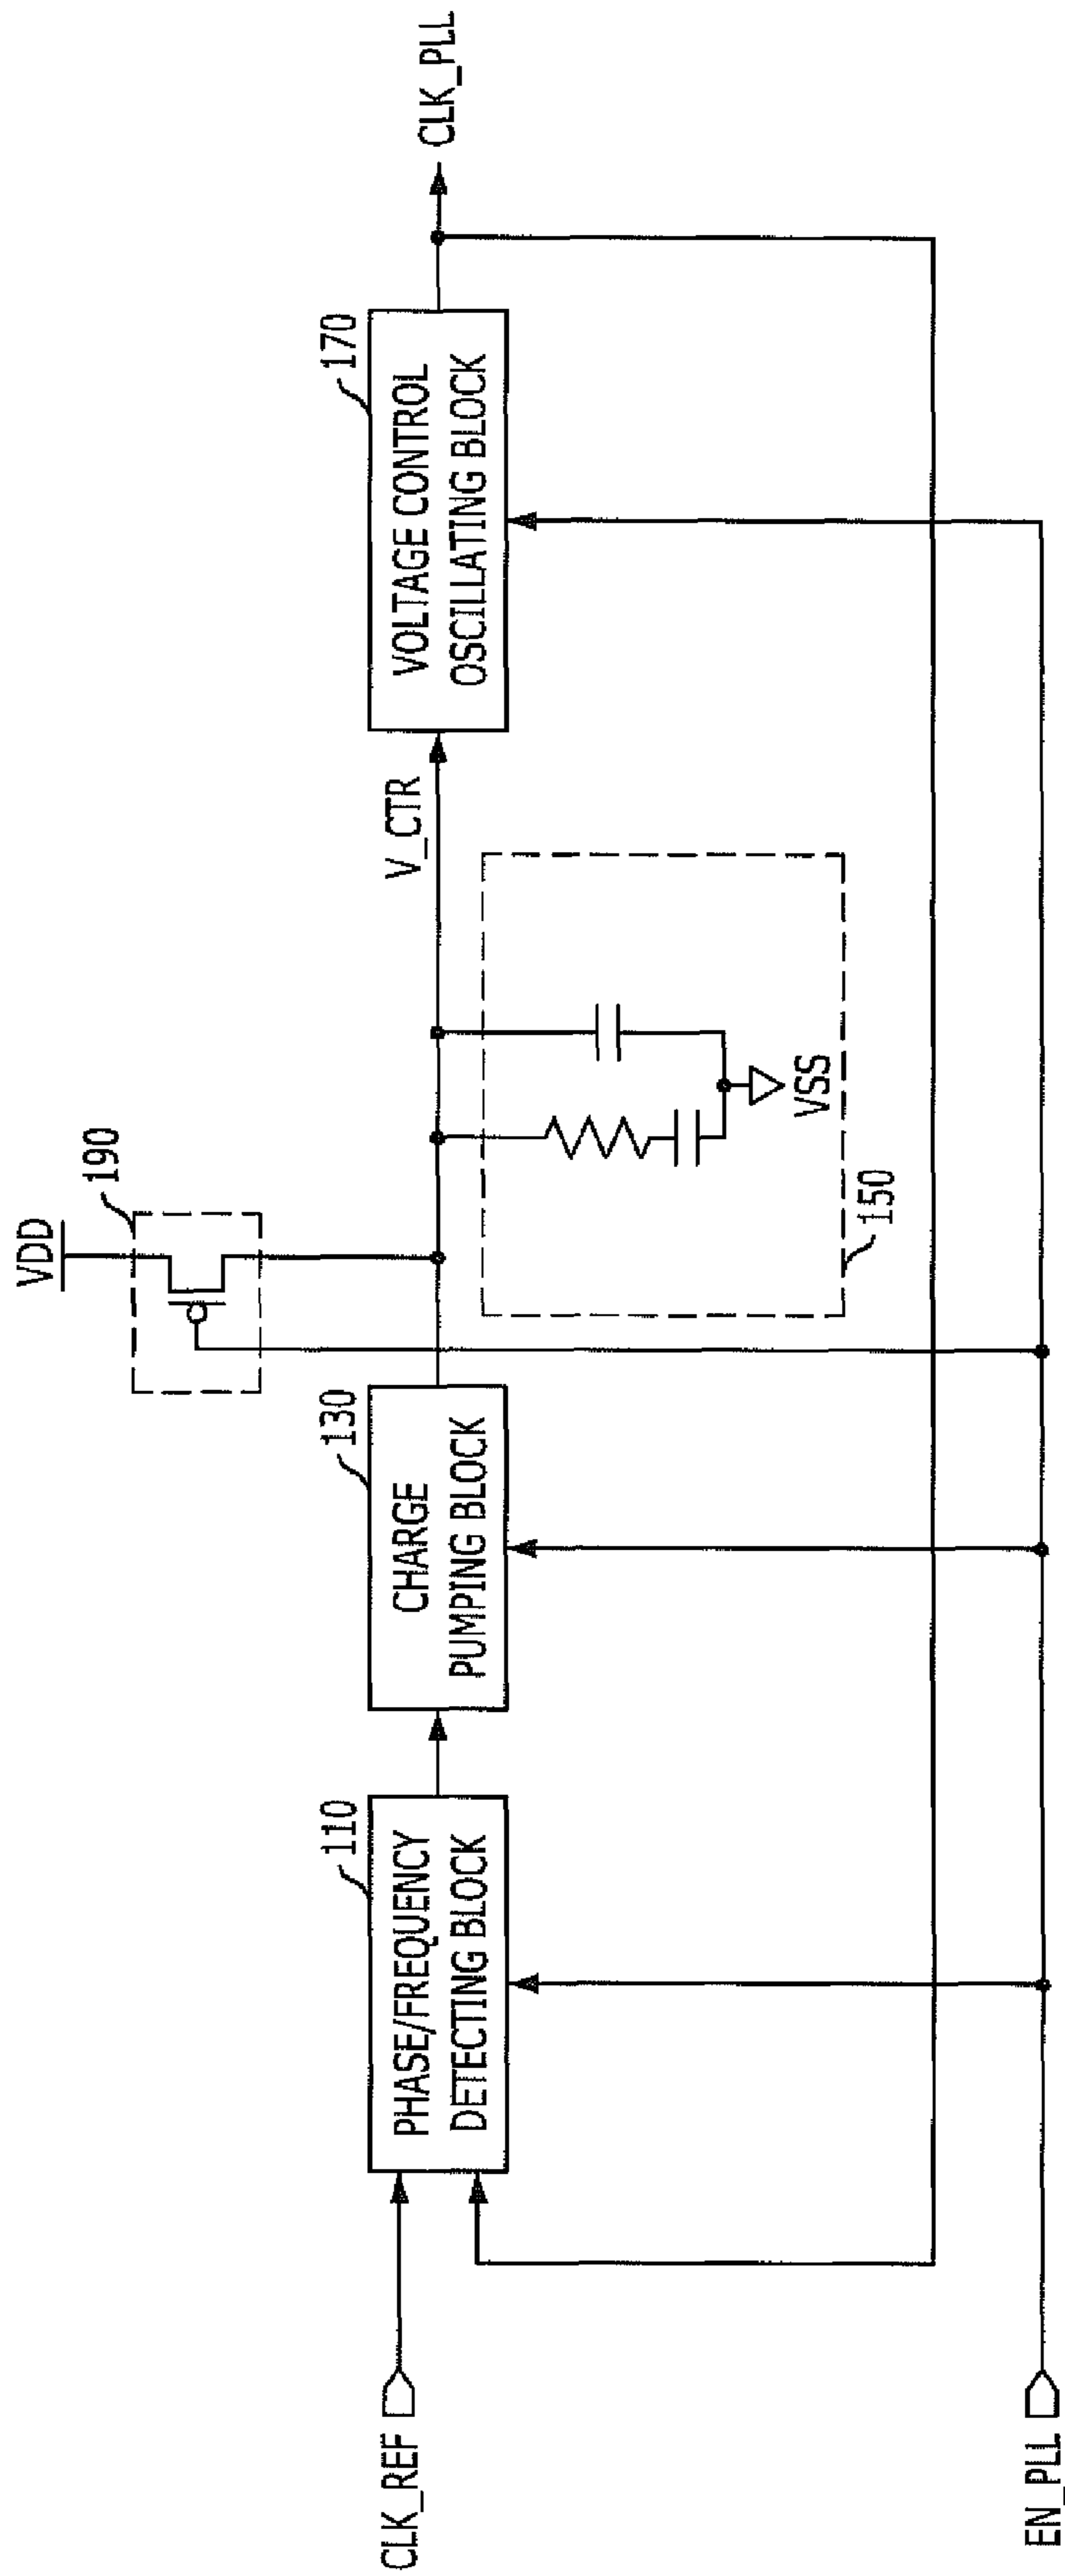 VDD
190
CLK_REF
110
PHASE/FREQUENCY
DETECTING BLOCK
130
CHARGE
PUMPING BLOCK
V_CTR
170
VOLTAGE CONTROL
OSCILLATING BLOCK
CLK_PLL
VSS
150
EN_PLL